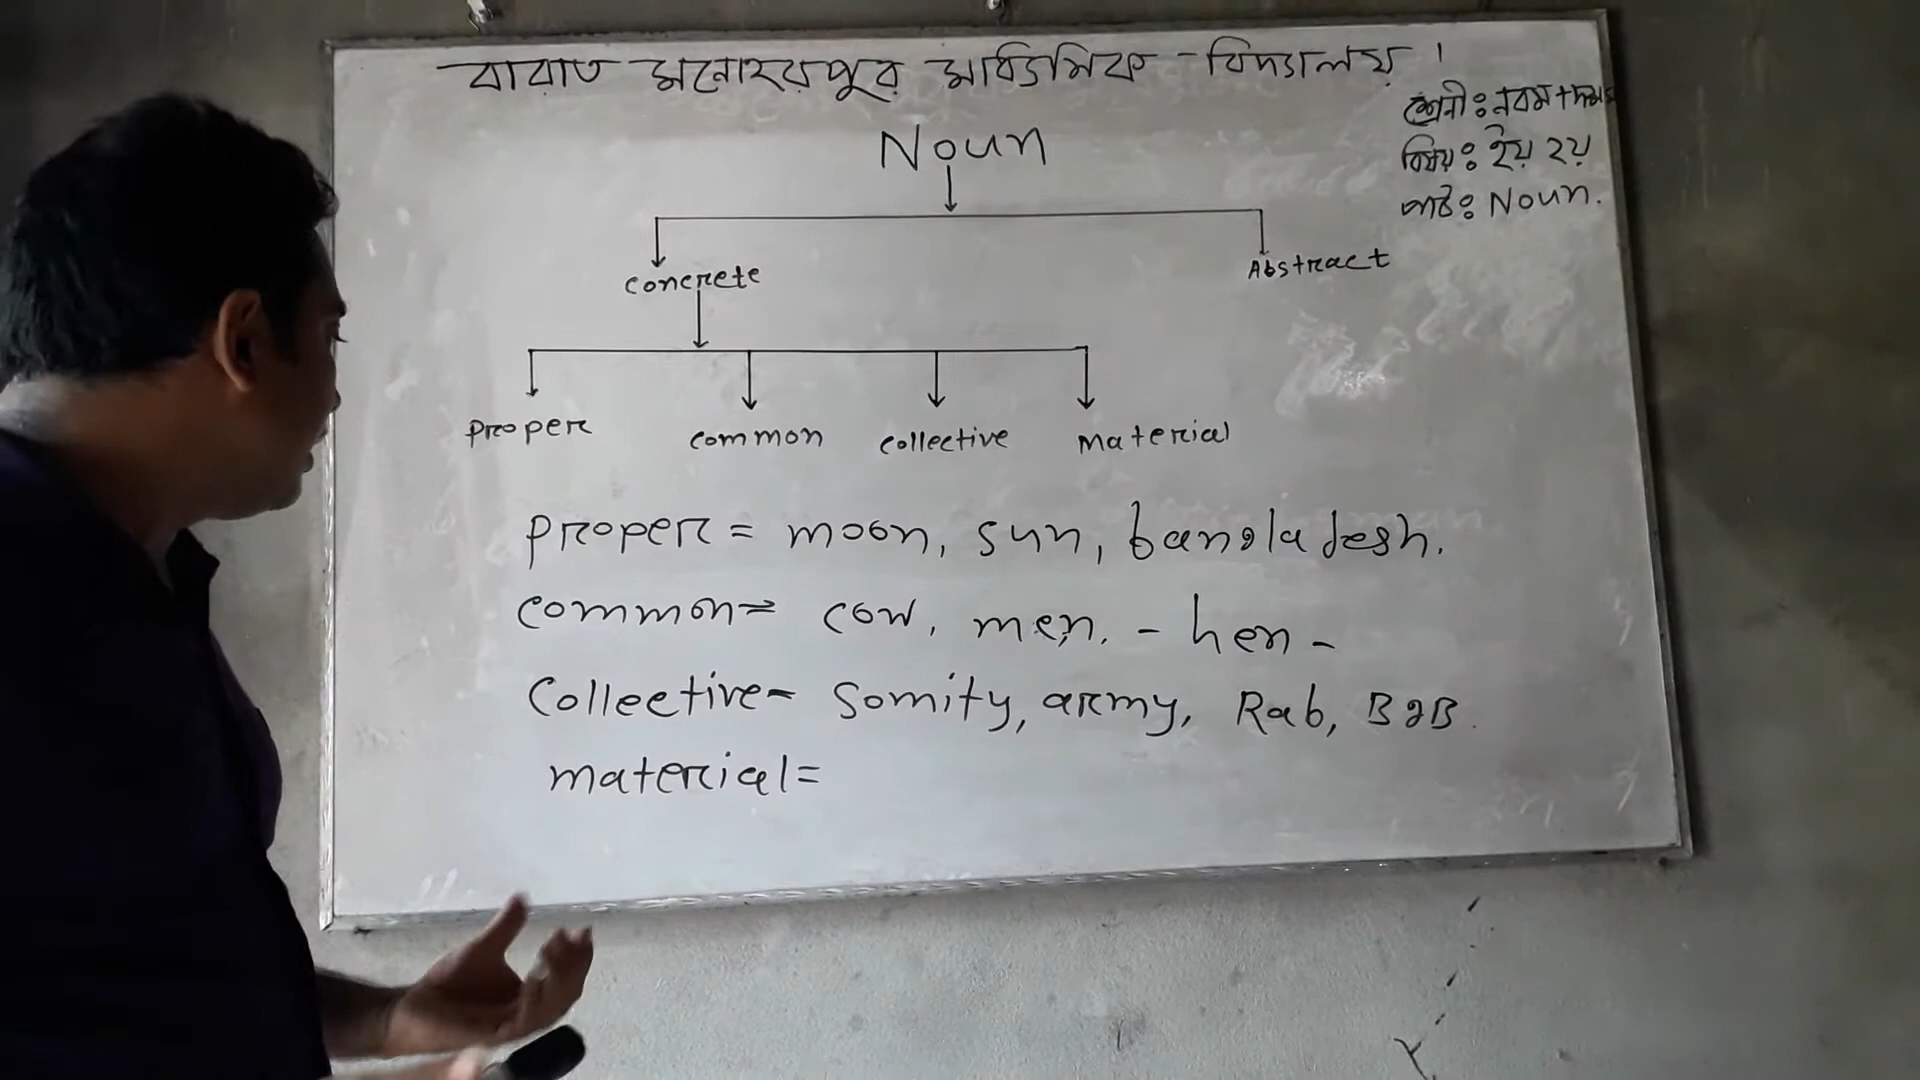 বারাত মনোহরপুর মাধ্যমিক বিদ্যালয়।
শ্রেনী: নবম+দশম
বিষয়: ইং ২য়
পাঠ: Noun.
Noun
concrete
Abstract
proper common collective material
proper = moon, sun, bangladesh.
common = cow, men, - hen -
Collective - Somity, army, Rab, BGB.
material =